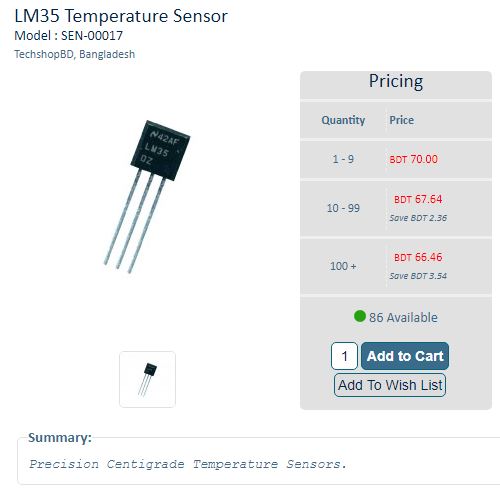 LM35 Temperature Sensor
Model : SEN-00017
TechshopBD, Bangladesh
42AF
LM35
DZ
Pricing
Quantity Price
1 - 9 BDT 70.00
10 - 99 BDT 67.64
Save BDT 2.36
100 + BDT 66.46
Save BDT 3.54
86 Available
1 Add to Cart
Add To Wish List
Summary:
Precision Centigrade Temperature Sensors.